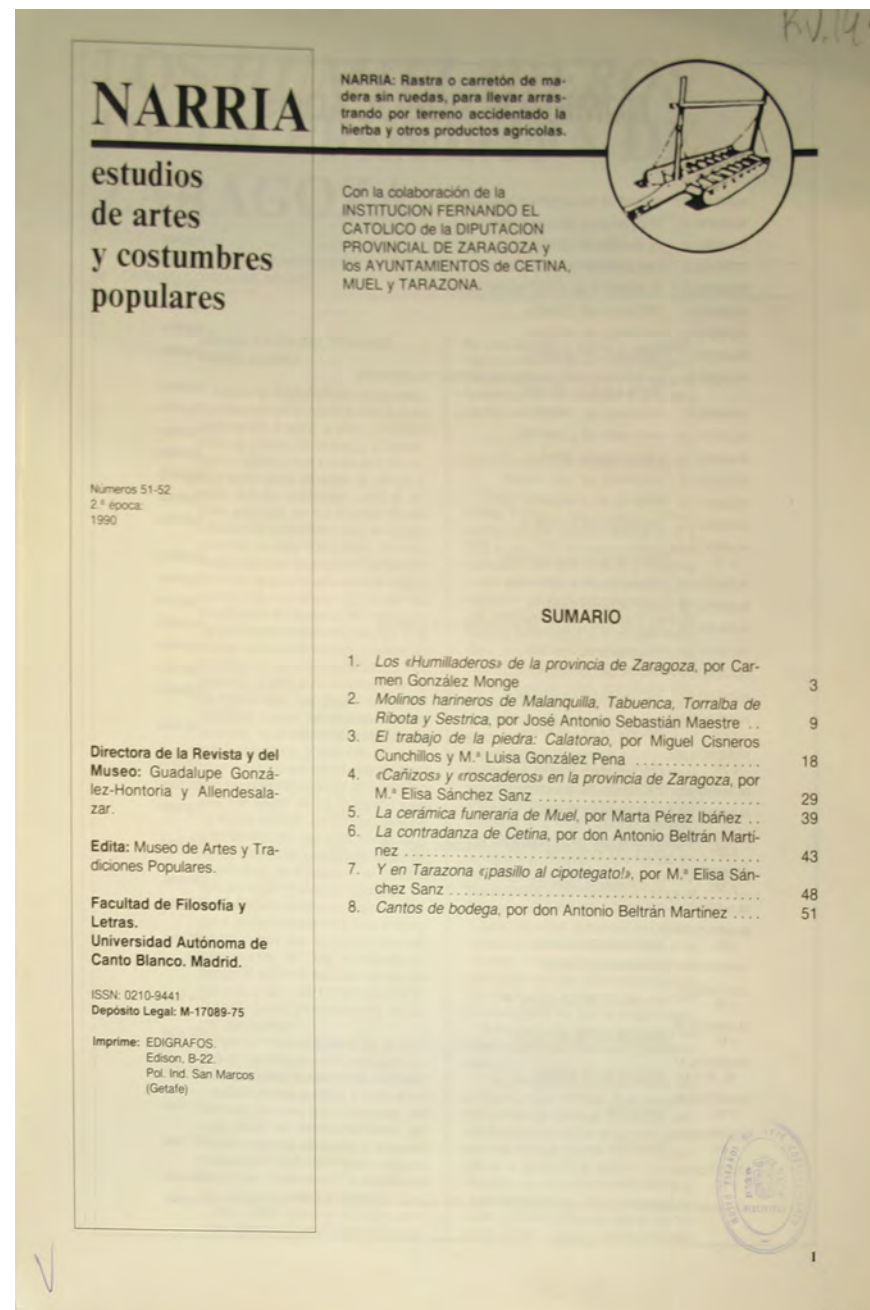 NARRIA
estudios
de artes
y costumbres
populares
NARRIA: Rastra o carretón de ma-
dera sin ruedas, para llevar arras-
trando por terreno accidentado la
hierba y otros productos agricolas.
Con la colaboración de la
INSTITUCION FERNANDO EL
CATOLICO de la DIPUTACION
PROVINCIAL DE ZARAGOZA y
los AYUNTAMIENTOS de CETINA,
MUEL y TARAZONA.
Números 51-52
2.ª época:
1990
Directora de la Revista y del
Museo: Guadalupe Gonzá-
lez-Hontoria y Allendesala-
zar.
Edita: Museo de Artes y Tra-
diciones Populares.
Facultad de Filosofía y
Letras.
Universidad Autónoma de
Canto Blanco. Madrid.
ISSN: 0210-9441
Depósito Legal: M-17089-75
Imprime: EDIGRAFOS.
Edison, B-22.
Pol. Ind. San Marcos
(Getafe)
SUMARIO
1. Los «Humilladeros» de la provincia de Zaragoza, por Car-
men González Monge 3
2. Molinos harineros de Malanquilla, Tabuenca, Torralba de
Ribota y Sestrica, por José Antonio Sebastián Maestre .. 9
3. El trabajo de la piedra: Calatorao, por Miguel Cisneros
Cunchillos y M.ª Luisa González Pena ................ 18
4. «Cañizos» y «roscaderos» en la provincia de Zaragoza, por
M.ª Elisa Sánchez Sanz ............................ 29
5. La cerámica funeraria de Muel, por Marta Pérez Ibáñez .. 39
6. La contradanza de Cetina, por don Antonio Beltrán Martí-
nez ............................................. 43
7. Y en Tarazona «¡pasillo al cipotegato!», por M.ª Elisa Sán-
chez Sanz ....................................... 48
8. Cantos de bodega, por don Antonio Beltrán Martínez .... 51
1